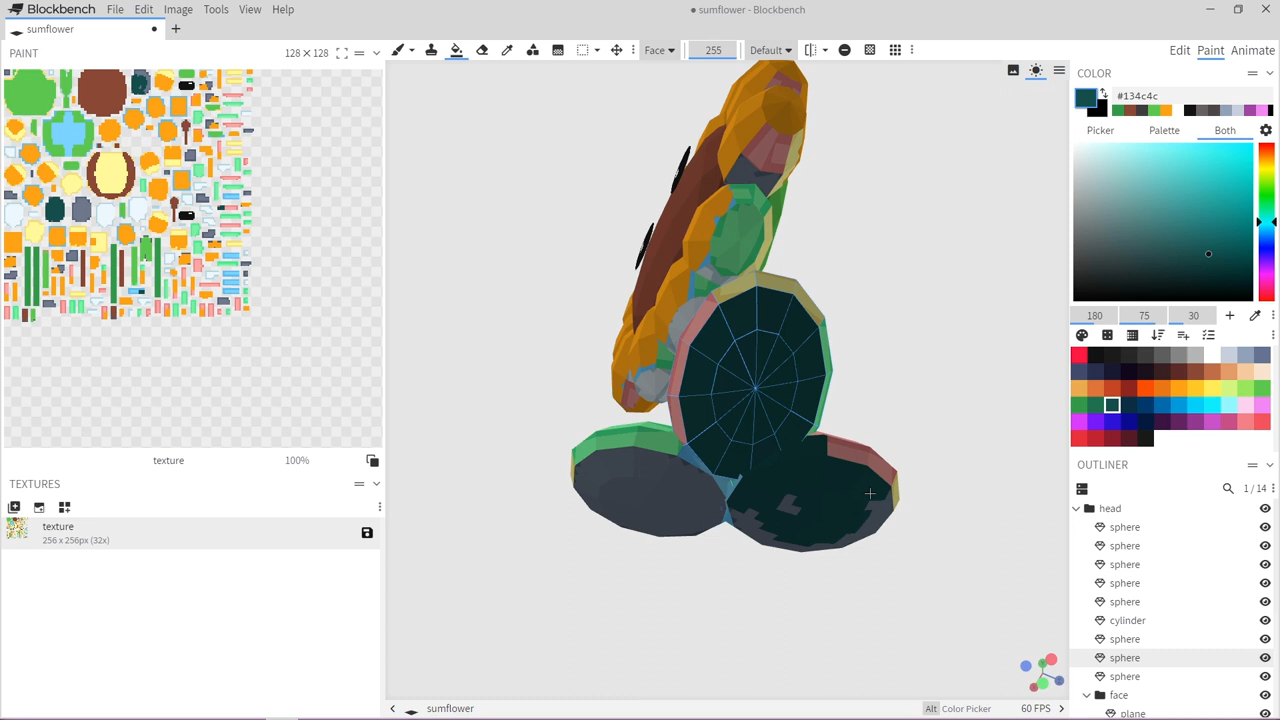 Blockbench File Edit Image Tools View Help
sumflower - Blockbench
sumflower
PAINT
128 × 128
Face
255
Default
Edit Paint Animate
COLOR
#134c4c
Picker Palette Both
180 75 30
texture
100%
TEXTURES
texture
256 x 256px (32x)
OUTLINER
1 / 14
head
sphere
sphere
sphere
sphere
sphere
cylinder
sphere
sphere
sphere
face
plane
sumflower
Alt Color Picker
60 FPS